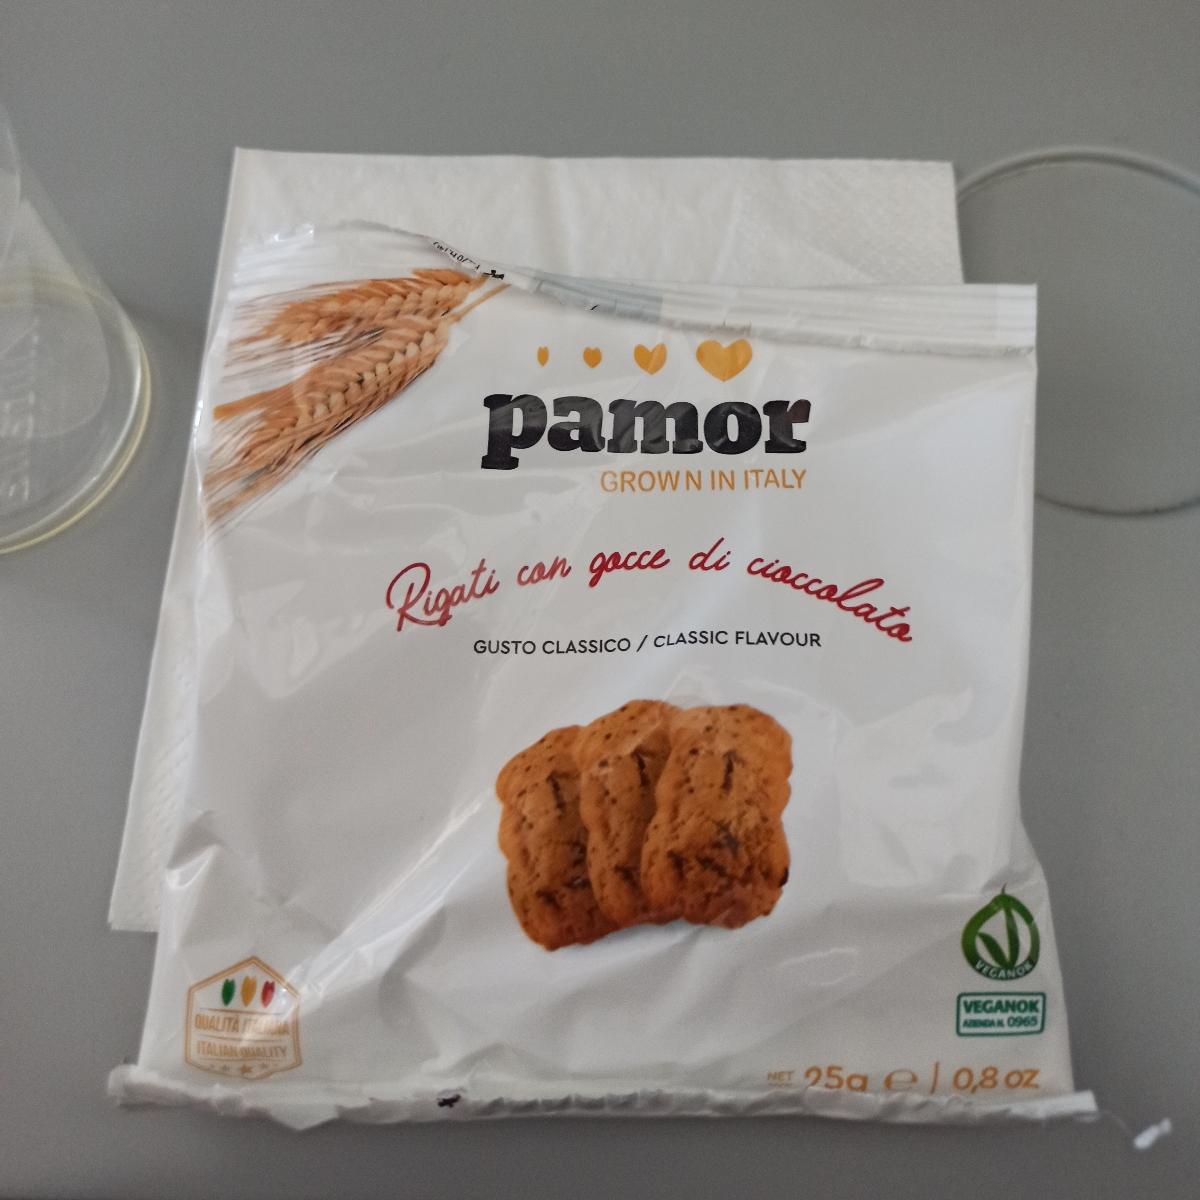 pamor
GROWN IN ITALY
Rigati con gocce di cioccolato
GUSTO CLASSICO / CLASSIC FLAVOUR
VEGANOK
VEGANOK
AZIENDA N. 0965
QUALITÀ ITALIANA
ITALIAN QUALITY
NET 25g ℮ | 0,8 oz